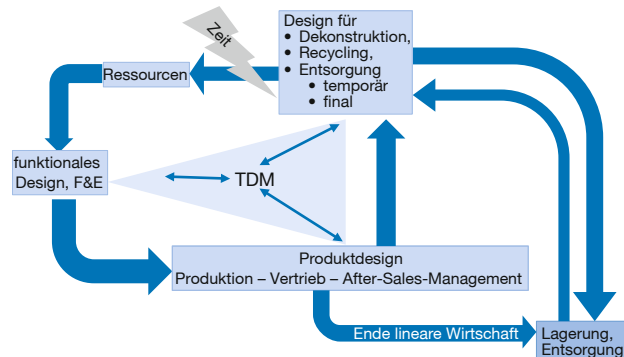 Zeit
Design für
• Dekonstruktion,
• Recycling,
• Entsorgung
• temporär
• final
Ressourcen
funktionales
Design, F&E
TDM
Produktdesign
Produktion – Vertrieb – After-Sales-Management
Ende lineare Wirtschaft
Lagerung,
Entsorgung